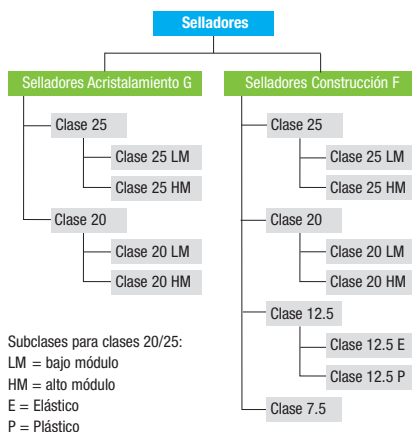 Selladores
Selladores Acristalamiento G
Clase 25
Clase 25 LM
Clase 25 HM
Clase 20
Clase 20 LM
Clase 20 HM
Selladores Construcción F
Clase 25
Clase 25 LM
Clase 25 HM
Clase 20
Clase 20 LM
Clase 20 HM
Clase 12.5
Clase 12.5 E
Clase 12.5 P
Clase 7.5
Subclases para clases 20/25:
LM = bajo módulo
HM = alto módulo
E = Elástico
P = Plástico